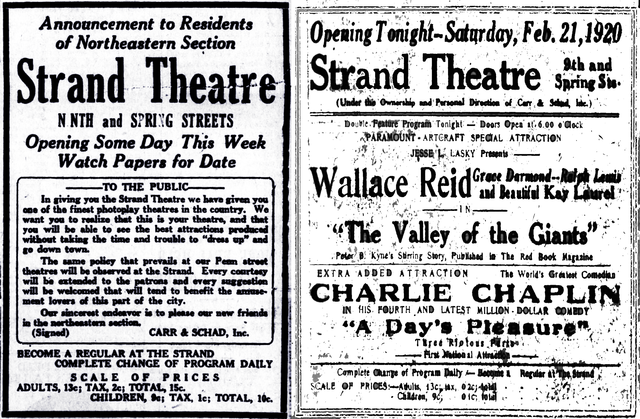 Announcement to Residents
of Northeastern Section
Strand Theatre
NINTH and SPRING STREETS
Opening Some Day This Week
Watch Papers for Date
TO THE PUBLIC
In giving you the Strand Theatre we have given you
one of the finest photoplay theatres in the country. We
want you to realize that this is your theatre, and that
you will be able to see the best attractions produced
without taking the time and trouble to "dress up" and
go down town.
The same policy that prevails at our Penn street
theatres will be observed at the Strand. Every courtesy
will be extended to the patrons and every suggestion
will be welcomed that will tend to benefit the amuse-
ment lovers of this part of the city.
Our sincerest endeavor is to please our new friends
in the northeastern section.
(Signed) CARR & SCHAD, Inc.
BECOME A REGULAR AT THE STRAND
COMPLETE CHANGE OF PROGRAM DAILY
SCALE OF PRICES
ADULTS, 13c; TAX, 2c; TOTAL, 15c.
CHILDREN, 9c; TAX, 1c; TOTAL, 10c.
Opening Tonight-Saturday, Feb. 21, 1920
Strand Theatre 9th and
Spring Sts.
(Under the Ownership and Personal Direction of Carr & Schad, Inc.)
Double Feature Program Tonight - Doors Open at 6.00 o'clock
PARAMOUNT-ARTCRAFT SPECIAL ATTRACTION
JESSE L. LASKY Presents
Wallace Reid Grace Darmond-Ralph Lewis
and Beautiful Kay Laurel
IN
"The Valley of the Giants"
Peter B. Kyne's Stirring Story, Published in The Red Book Magazine
EXTRA ADDED ATTRACTION The World's Greatest Comedian
CHARLIE CHAPLIN
IN HIS FOURTH AND LATEST MILLION-DOLLAR COMEDY
"A Day's Pleasure"
Three Riotous Parts
First National Attraction
Complete Change of Program Daily - Become a Regular at The Strand
SCALE OF PRICES-Adults, 13c, tax, 02c; total
Children, 9c, 01c; total